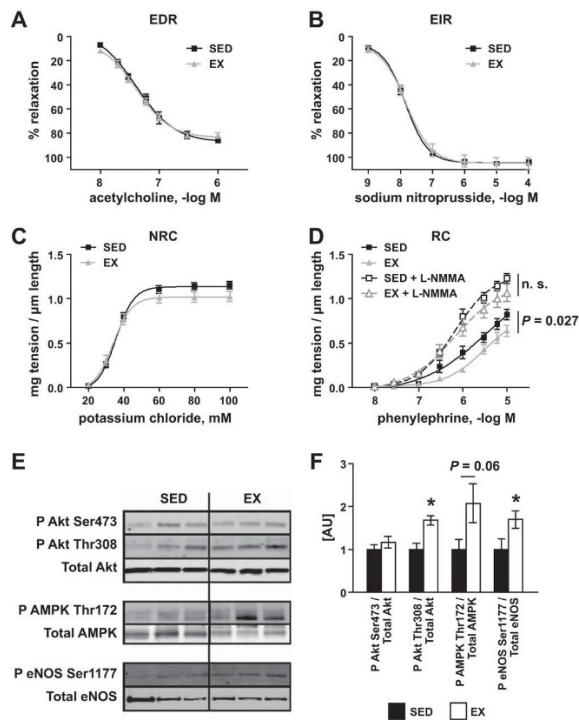 A
EDR
SED
EX
% relaxation
0
20
40
60
80
100
8 7 6
acetylcholine, -log M
B
EIR
SED
EX
% relaxation
0
20
40
60
80
100
9 8 7 6 5 4
sodium nitroprusside, -log M
C
NRC
SED
EX
mg tension / µm length
1.5
1.0
0.5
0.0
20 40 60 80 100
potassium chloride, mM
D
RC
SED
EX
SED + L-NMMA
EX + L-NMMA
n. s.
P = 0.027
mg tension / µm length
1.5
1.0
0.5
0.0
8 7 6 5
phenylephrine, -log M
E
SED EX
P Akt Ser473
P Akt Thr308
Total Akt
P AMPK Thr172
Total AMPK
P eNOS Ser1177
Total eNOS
F
P = 0.06
* *
[AU]
3
2
1
0
P Akt Ser473 /
Total Akt
P Akt Thr308 /
Total Akt
P AMPK Thr172 /
Total AMPK
P eNOS Ser1177 /
Total eNOS
SED EX